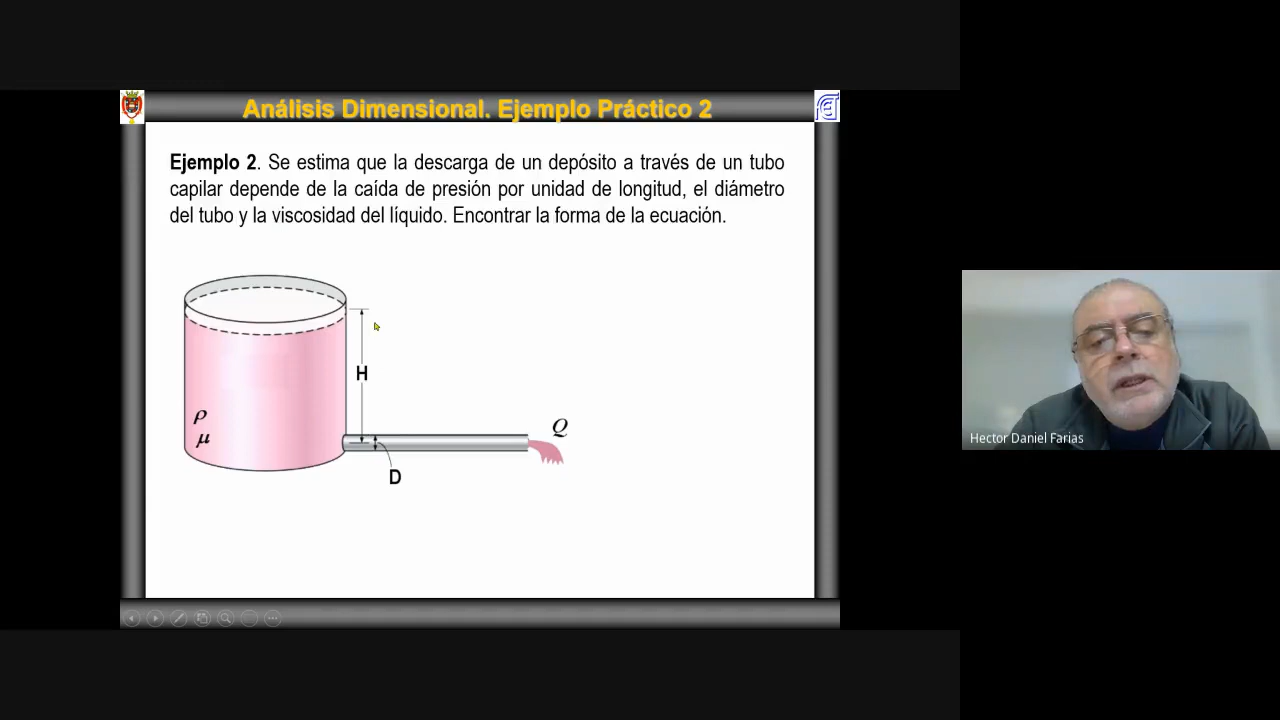 Análisis Dimensional. Ejemplo Práctico 2
Ejemplo 2. Se estima que la descarga de un depósito a través de un tubo
capilar depende de la caída de presión por unidad de longitud, el diámetro
del tubo y la viscosidad del líquido. Encontrar la forma de la ecuación.
H
ρ
μ
Q
D
Hector Daniel Farias